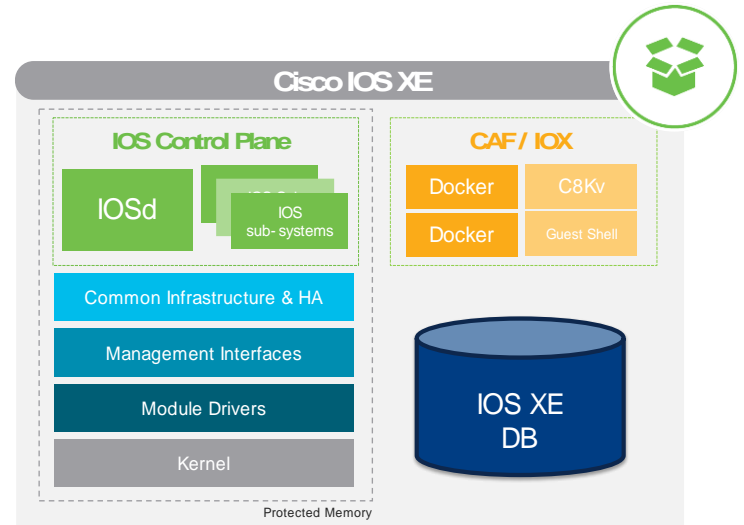 Cisco IOS XE
IOS Control Plane
IOSd
IOS
sub- systems
Common Infrastructure & HA
Management Interfaces
Module Drivers
Kernel
Protected Memory
CAF / IOX
Docker
C8Kv
Docker
Guest Shell
IOS XE
DB